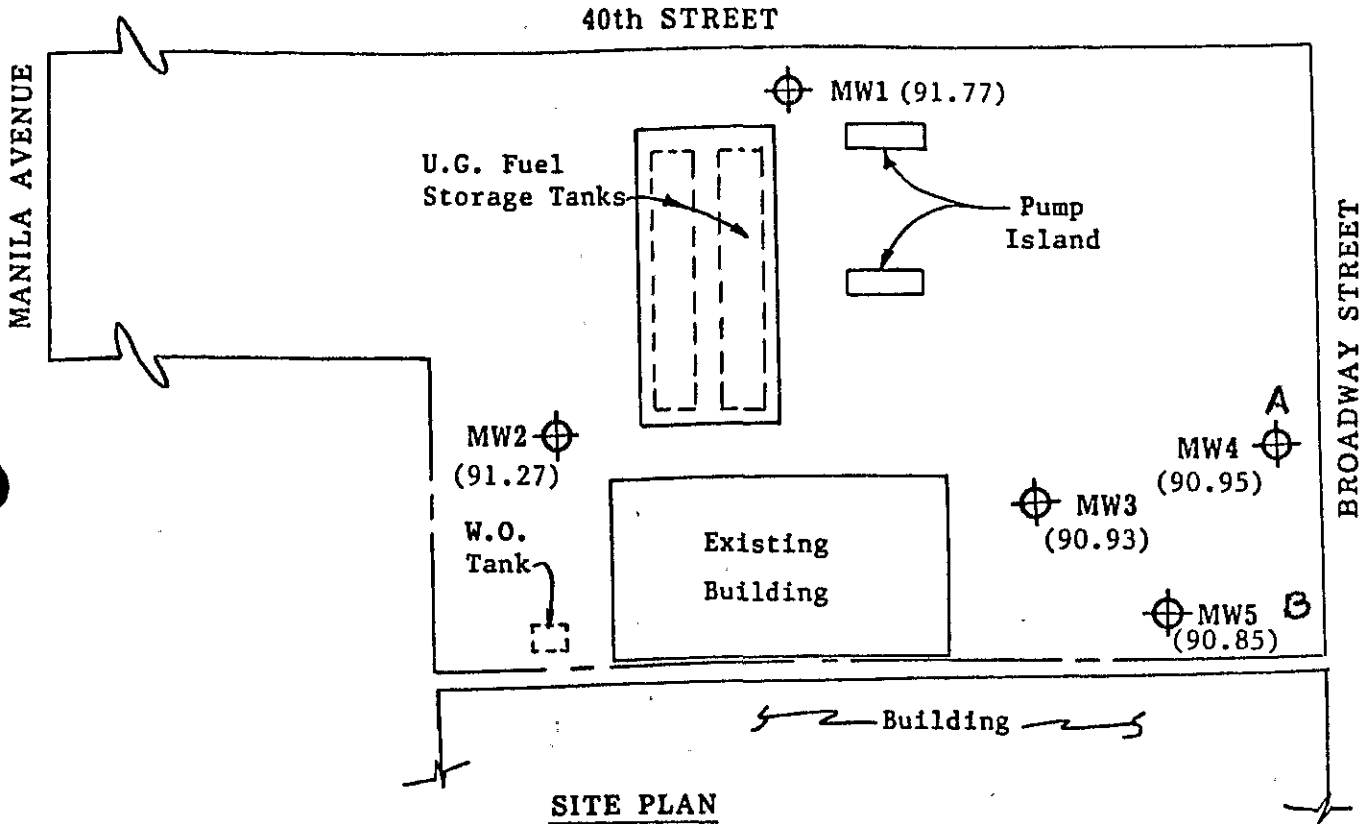 40th STREET
MANILA AVENUE
MW1 (91.77)
U.G. Fuel
Storage Tanks
Pump
Island
BROADWAY STREET
A
MW2
(91.27)
MW4
(90.95)
MW3
(90.93)
W.O.
Tank
Existing
Building
MW5 B
(90.85)
Building
SITE PLAN